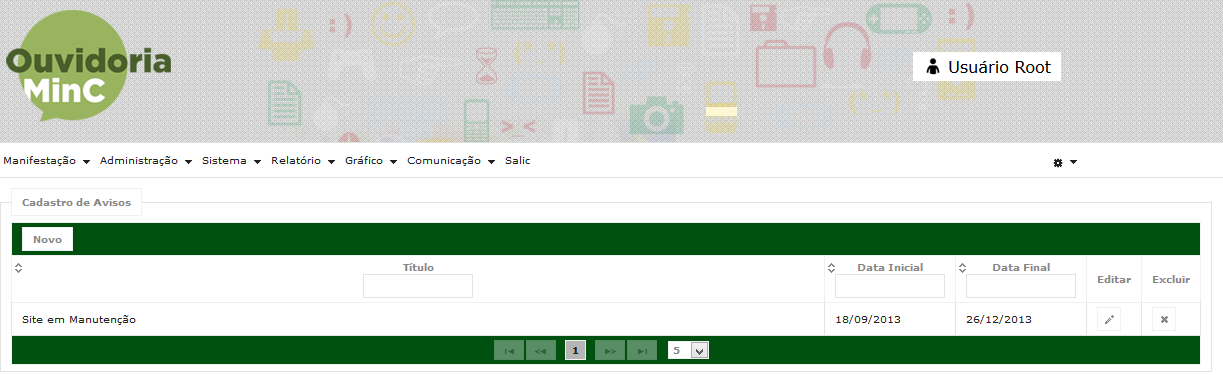 Ouvidoria
MinC
:)
:)
>_<
Usuário Root
Manifestação Administração Sistema Relatório Gráfico Comunicação Salic
Cadastro de Avisos
Novo
Título Data Inicial Data Final Editar Excluir
Site em Manutenção 18/09/2013 26/12/2013
1 5